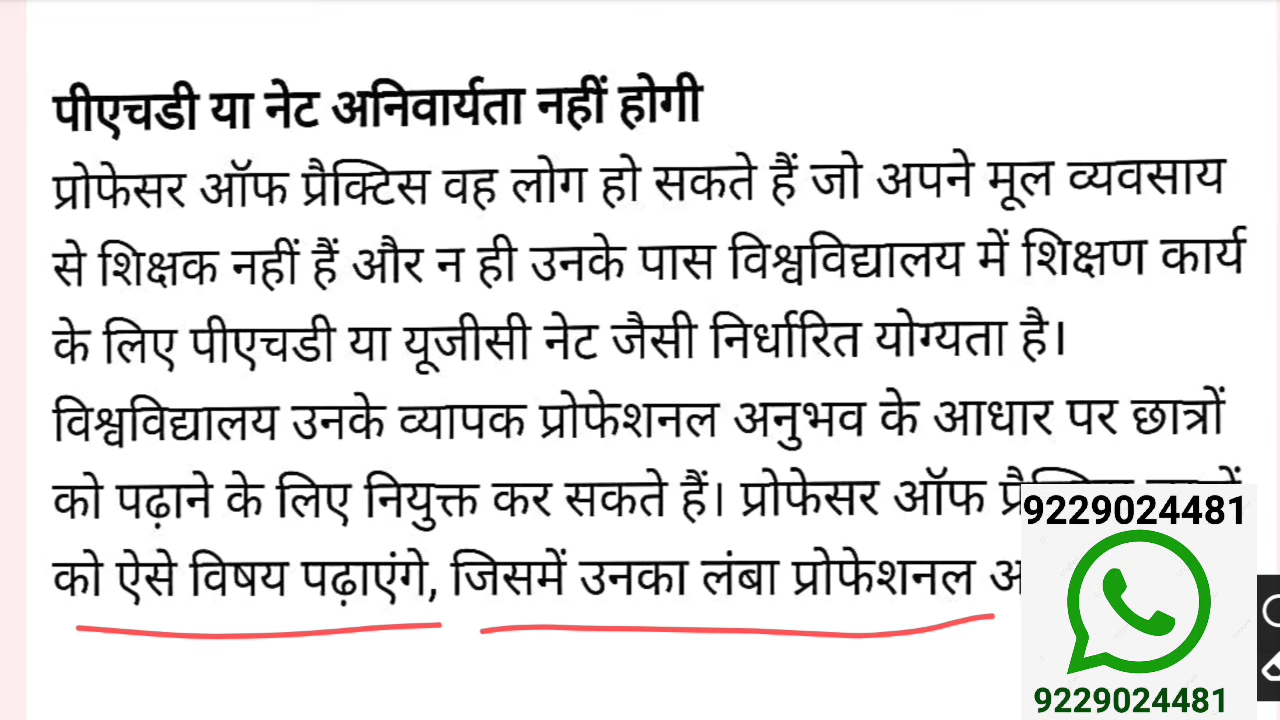 पीएचडी या नेट अनिवार्यता नहीं होगी
प्रोफेसर ऑफ प्रैक्टिस वह लोग हो सकते हैं जो अपने मूल व्यवसाय
से शिक्षक नहीं हैं और न ही उनके पास विश्वविद्यालय में शिक्षण कार्य
के लिए पीएचडी या यूजीसी नेट जैसी निर्धारित योग्यता है।
विश्वविद्यालय उनके व्यापक प्रोफेशनल अनुभव के आधार पर छात्रों
को पढ़ाने के लिए नियुक्त कर सकते हैं। प्रोफेसर ऑफ
को ऐसे विषय पढ़ाएंगे, जिसमें उनका लंबा प्रोफेशनल
9229024481
9229024481